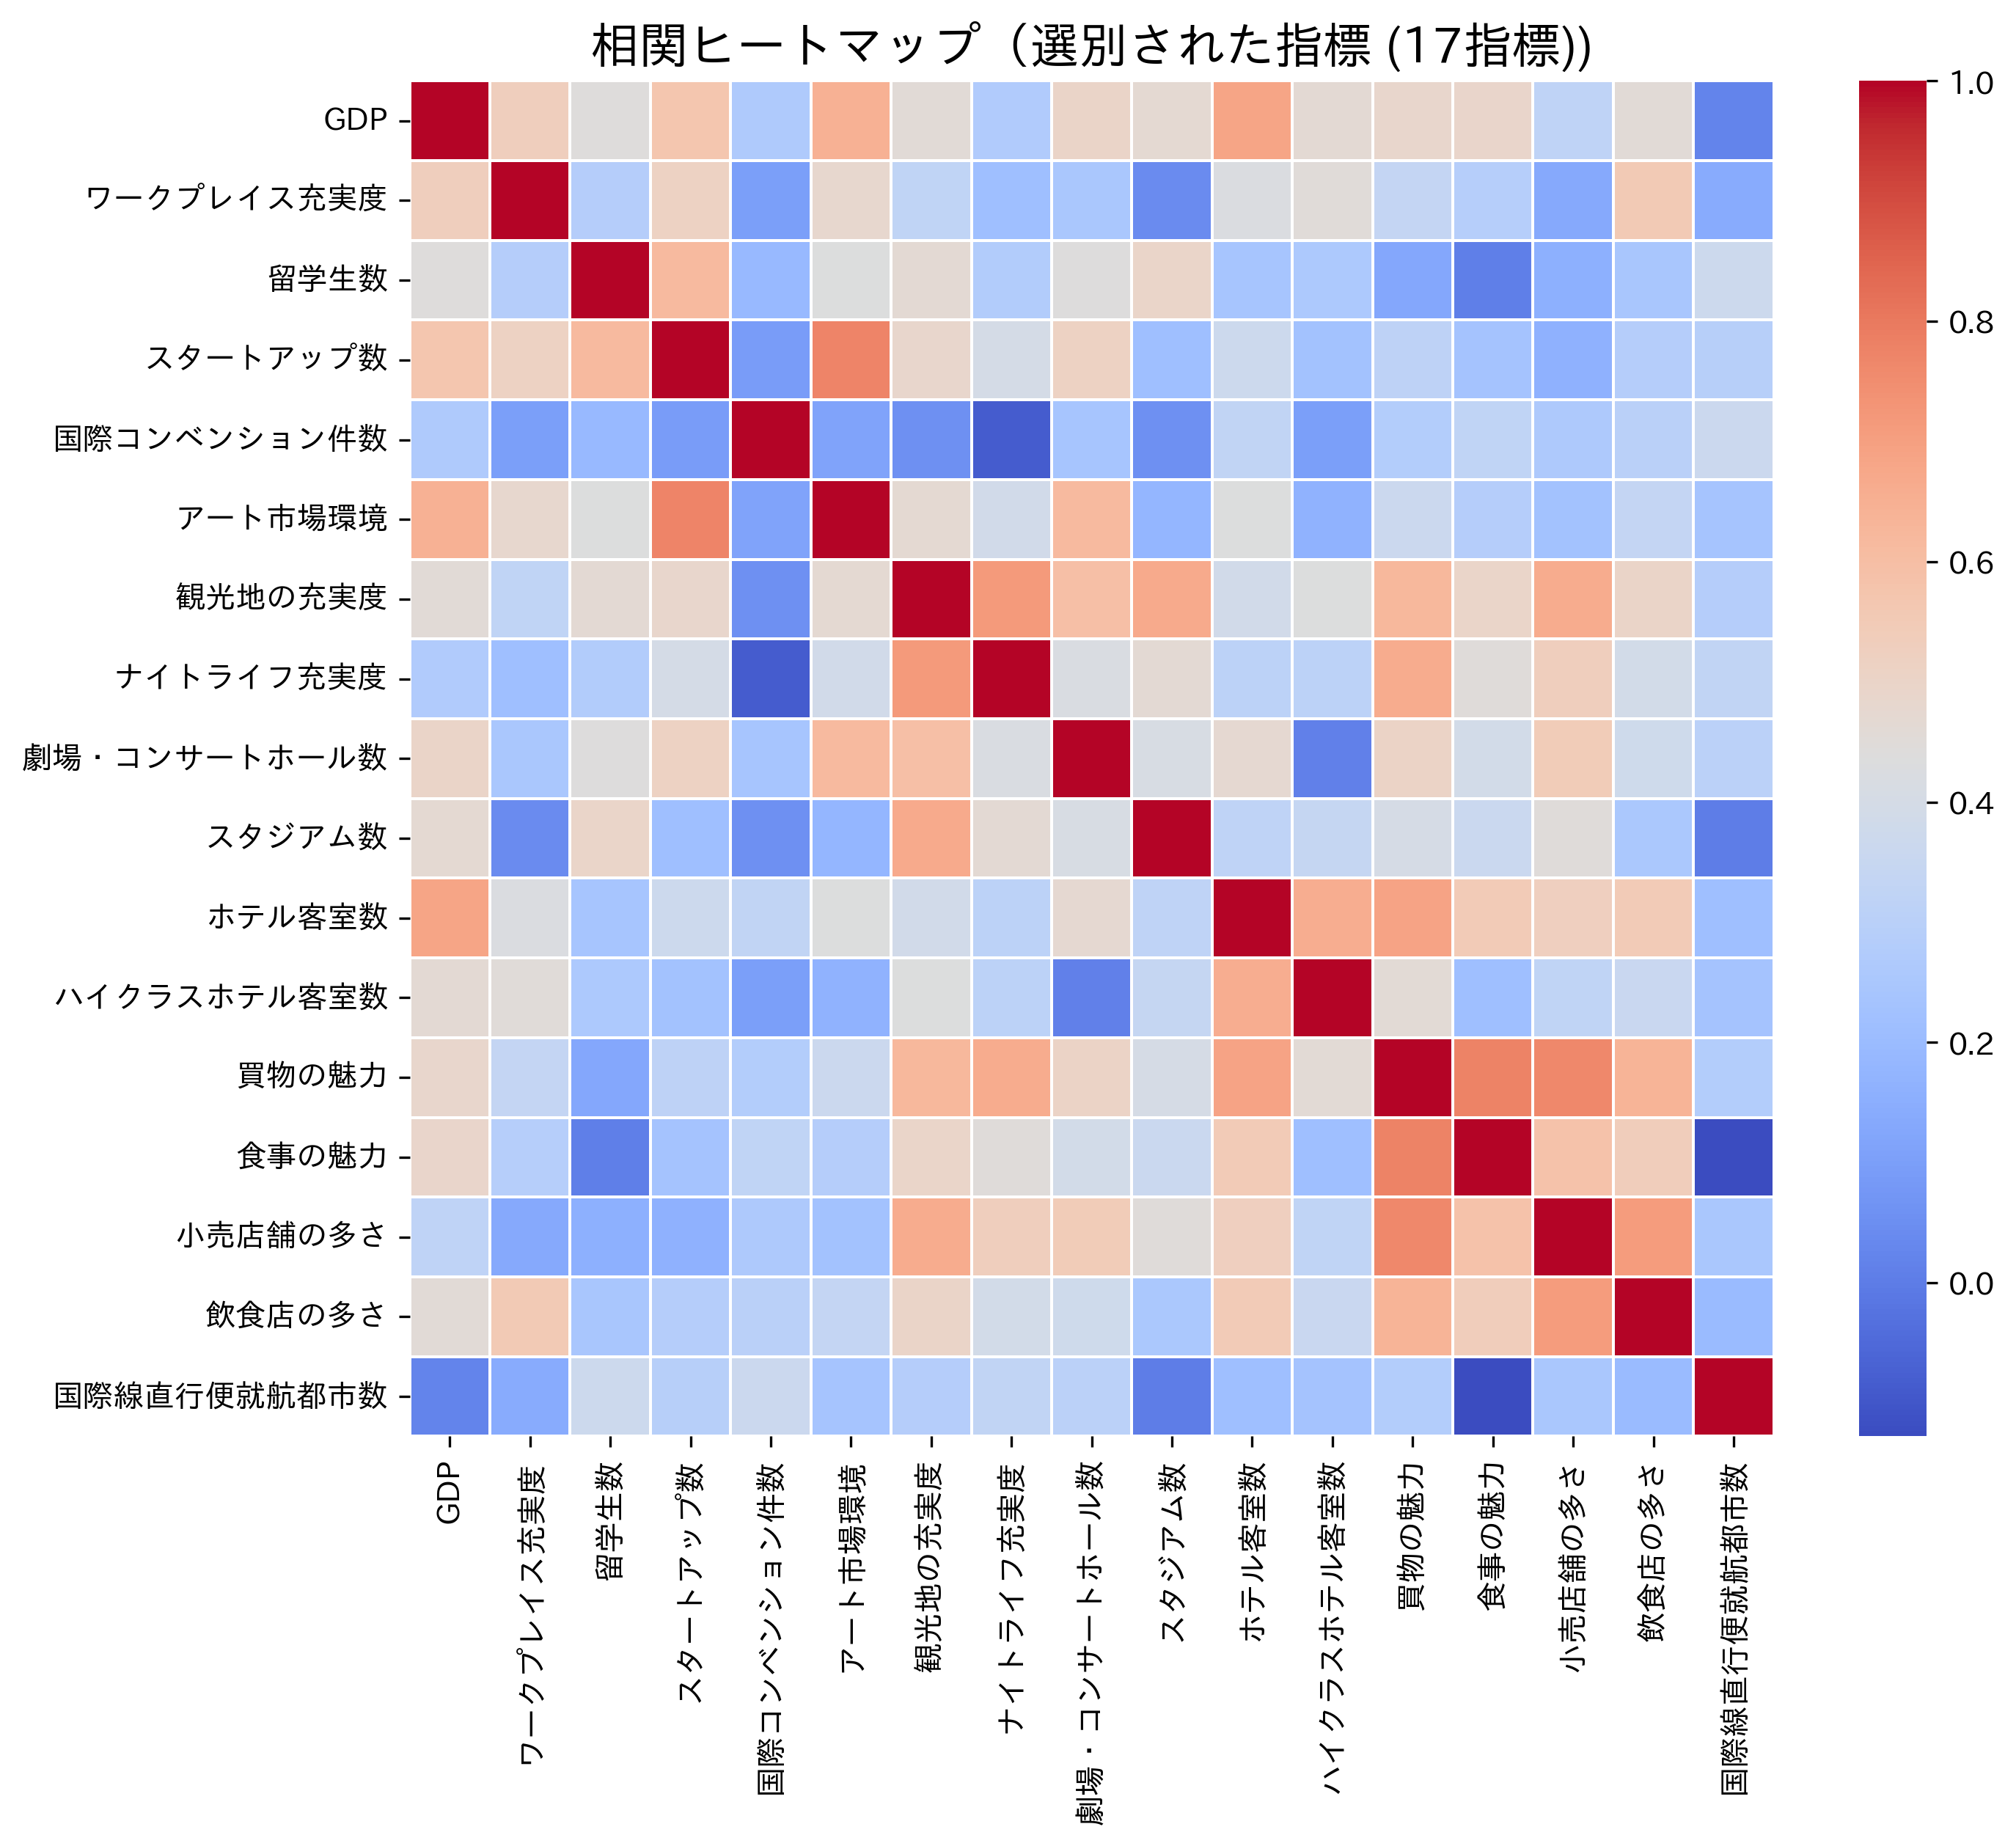 相関ヒートマップ（選別された指標 (17指標))
GDP
ワークプレイス充実度
留学生数
スタートアップ数
国際コンベンション件数
アート市場環境
観光地の充実度
ナイトライフ充実度
劇場・コンサートホール数
スタジアム数
ホテル客室数
ハイクラスホテル客室数
買物の魅力
食事の魅力
小売店舗の多さ
飲食店の多さ
国際線直行便就航都市数
GDP
ワークプレイス充実度
留学生数
スタートアップ数
国際コンベンション件数
アート市場環境
観光地の充実度
ナイトライフ充実度
劇場・コンサートホール数
スタジアム数
ホテル客室数
ハイクラスホテル客室数
買物の魅力
食事の魅力
小売店舗の多さ
飲食店の多さ
国際線直行便就航都市数
1.0
0.8
0.6
0.4
0.2
0.0